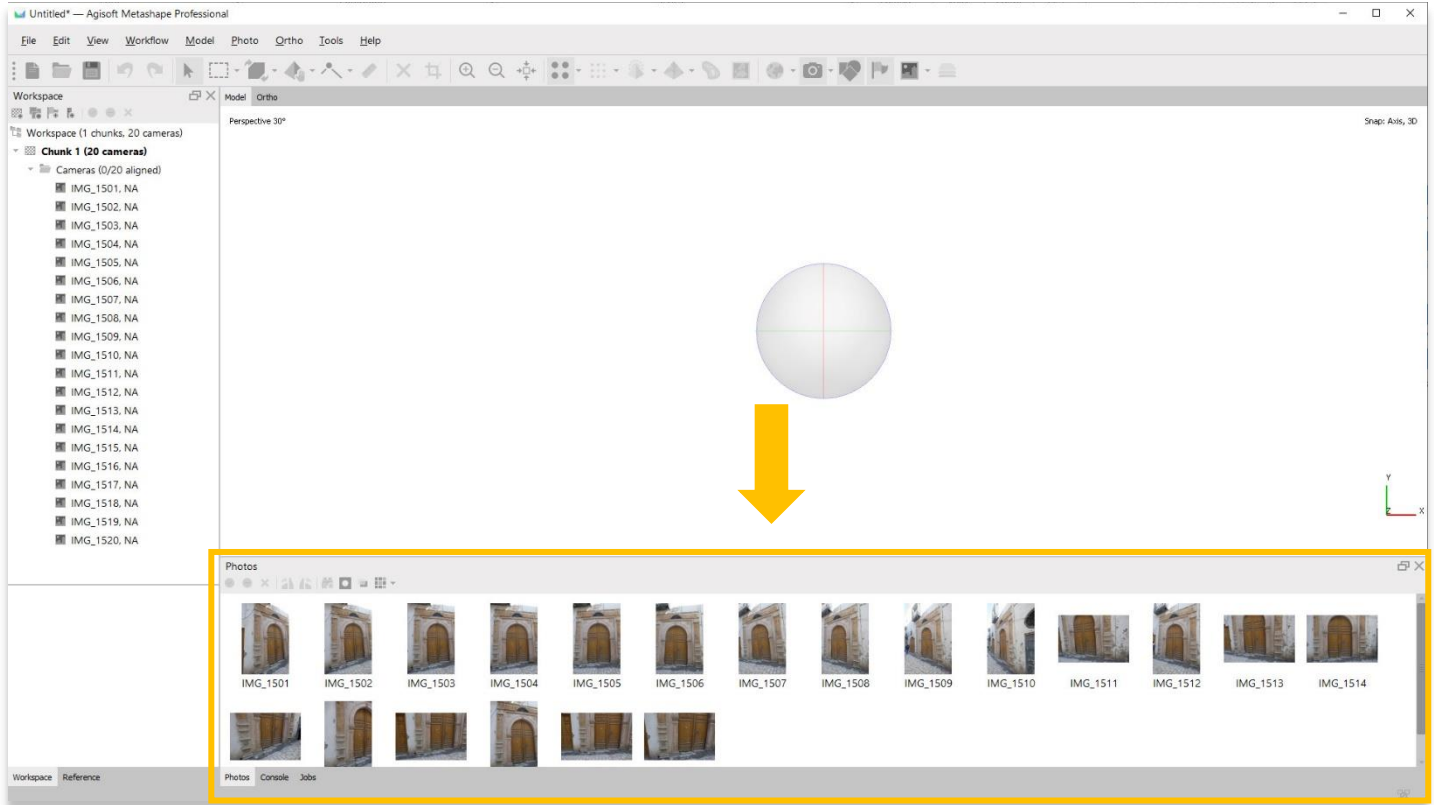 Untitled* — Agisoft Metashape Professional
File Edit View Workflow Model Photo Ortho Tools Help
Workspace
Model Ortho
Perspective 30°
Snap: Axis, 3D
Workspace (1 chunks, 20 cameras)
Chunk 1 (20 cameras)
Cameras (0/20 aligned)
IMG_1501, NA
IMG_1502, NA
IMG_1503, NA
IMG_1504, NA
IMG_1505, NA
IMG_1506, NA
IMG_1507, NA
IMG_1508, NA
IMG_1509, NA
IMG_1510, NA
IMG_1511, NA
IMG_1512, NA
IMG_1513, NA
IMG_1514, NA
IMG_1515, NA
IMG_1516, NA
IMG_1517, NA
IMG_1518, NA
IMG_1519, NA
IMG_1520, NA
Y
Z X
Photos
IMG_1501 IMG_1502 IMG_1503 IMG_1504 IMG_1505 IMG_1506 IMG_1507 IMG_1508 IMG_1509 IMG_1510 IMG_1511 IMG_1512 IMG_1513 IMG_1514
Workspace Reference
Photos Console Jobs